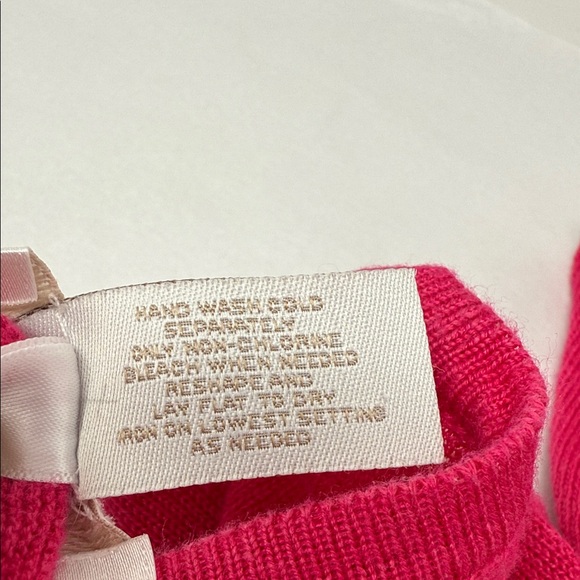 HAND WASH COLD
SEPARATELY
ONLY NON-CHLORINE
BLEACH WHEN NEEDED
RESHAPE AND
LAY FLAT TO DRY
IRON ON LOWEST SETTING
AS NEEDED